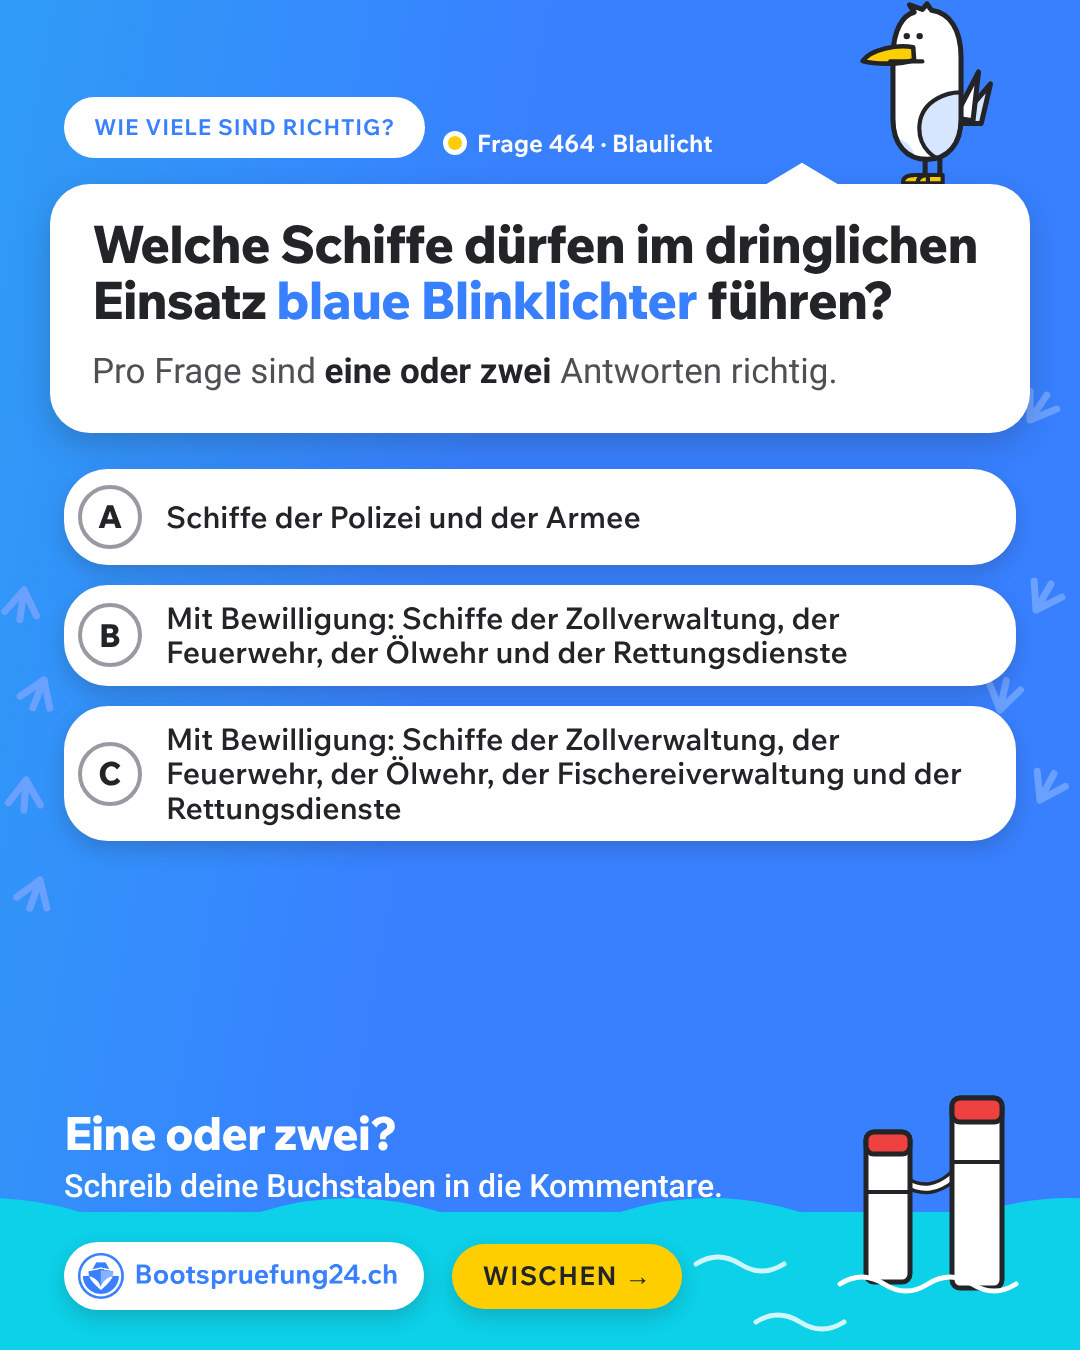 WIE VIELE SIND RICHTIG?
Frage 464 · Blaulicht
Welche Schiffe dürfen im dringlichen
Einsatz blaue Blinklichter führen?
Pro Frage sind eine oder zwei Antworten richtig.
A
Schiffe der Polizei und der Armee
B
Mit Bewilligung: Schiffe der Zollverwaltung, der
Feuerwehr, der Ölwehr und der Rettungsdienste
C
Mit Bewilligung: Schiffe der Zollverwaltung, der
Feuerwehr, der Ölwehr, der Fischereiverwaltung und der
Rettungsdienste
Eine oder zwei?
Schreib deine Buchstaben in die Kommentare.
Bootspruefung24.ch
WISCHEN →